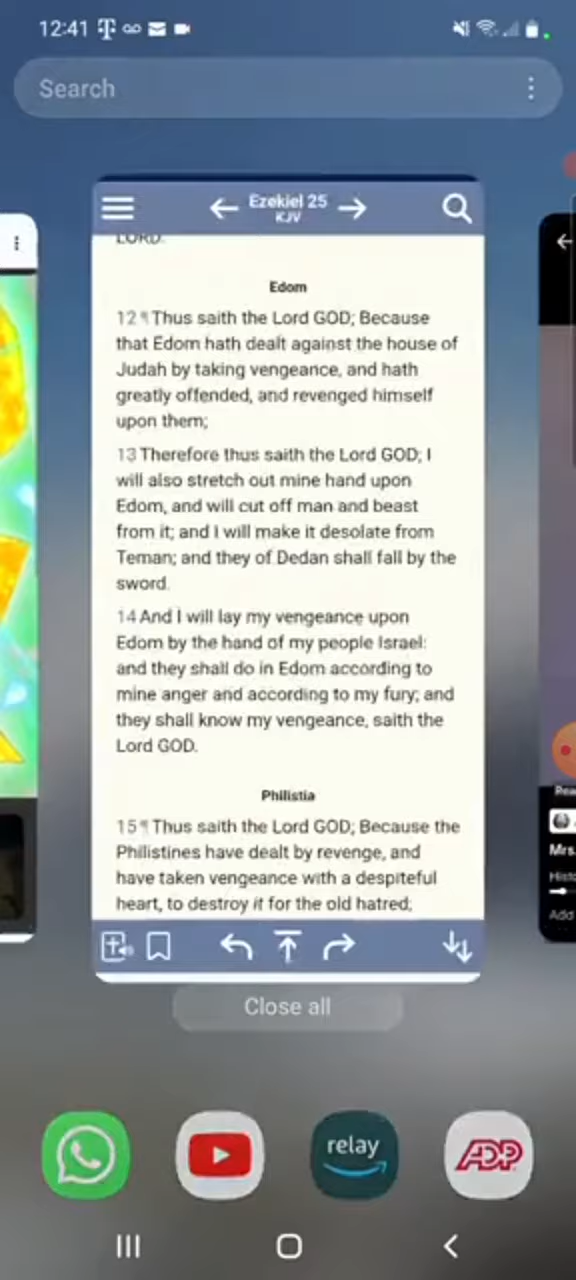 12:41
Search
Ezekiel 25
KJV
LORD.
Edom
12 ¶ Thus saith the Lord GOD; Because
that Edom hath dealt against the house of
Judah by taking vengeance, and hath
greatly offended, and revenged himself
upon them;
13 Therefore thus saith the Lord GOD; I
will also stretch out mine hand upon
Edom, and will cut off man and beast
from it; and I will make it desolate from
Teman; and they of Dedan shall fall by the
sword.
14 And I will lay my vengeance upon
Edom by the hand of my people Israel:
and they shall do in Edom according to
mine anger and according to my fury; and
they shall know my vengeance, saith the
Lord GOD.
Philistia
15 ¶ Thus saith the Lord GOD; Because the
Philistines have dealt by revenge, and
have taken vengeance with a despiteful
heart, to destroy it for the old hatred;
Mrs.
Add
Close all
relay
ADP